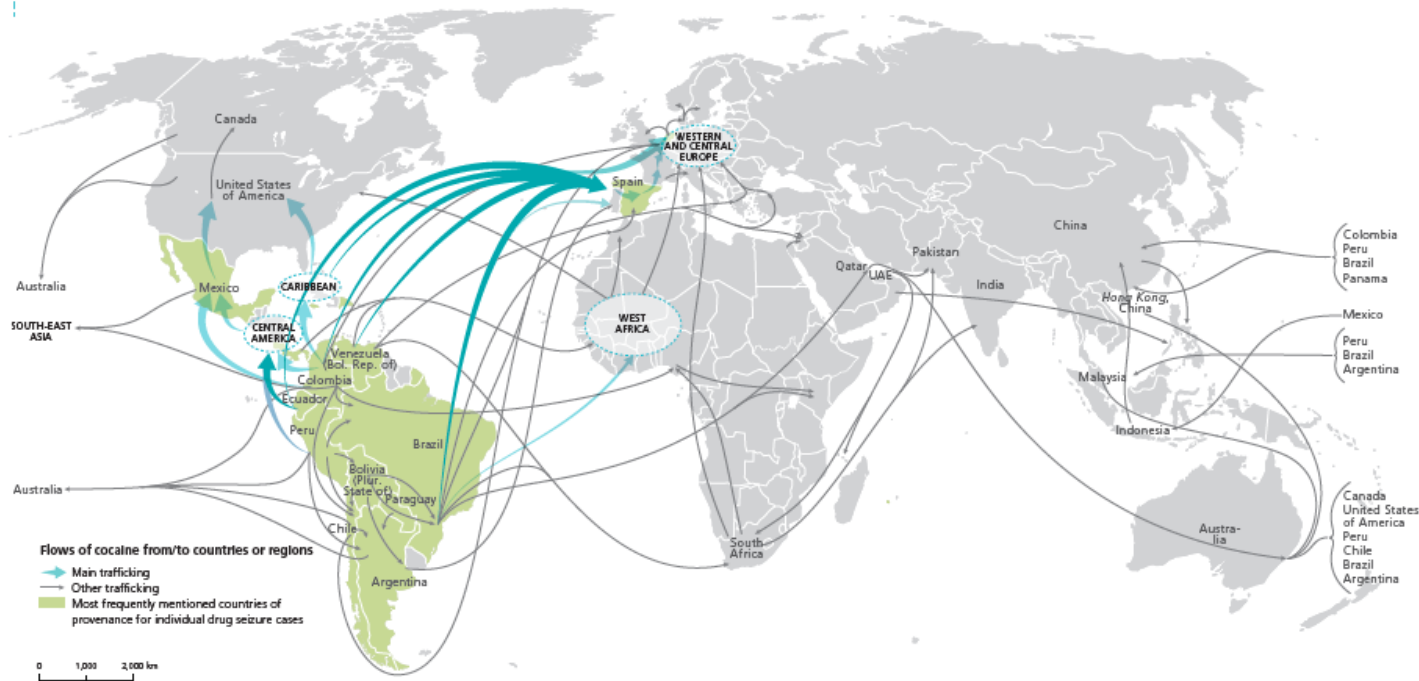 Canada
United States
of America
Australia
SOUTH-EAST
ASIA
Mexico
CARIBBEAN
CENTRAL
AMERICA
Venezuela
(Bol. Rep. of)
Colombia
Ecuador
Peru
Brazil
Bolivia
(Plur.
State of)
Paraguay
Australia
Chile
Argentina
WESTERN
AND CENTRAL
EUROPE
Spain
WEST
AFRICA
South
Africa
Qatar
UAE
Pakistan
India
China
Hong Kong,
China
Malaysia
Indonesia
Austra-
lia
Colombia
Peru
Brazil
Panama
Mexico
Peru
Brazil
Argentina
Canada
United States
of America
Peru
Chile
Brazil
Argentina
Flows of cocaine from/to countries or regions
Main trafficking
Other trafficking
Most frequently mentioned countries of
provenance for individual drug seizure cases
0 1,000 2,000 km